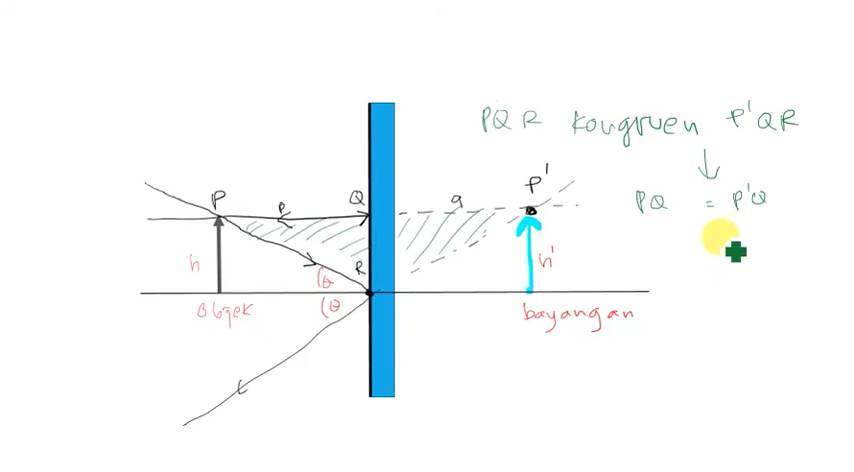 PQR kongruen P'QR
PQ = P'Q
P
p
Q
q
P'
h
θ
R
h'
Objek
θ
bayangan